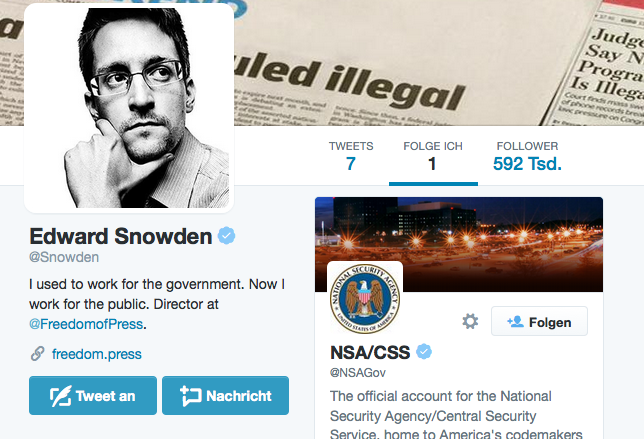 uled illegal
Judge
Say N
Progra
Is Illega
TWEETS
7
FOLGE ICH
1
FOLLOWER
592 Tsd.
Edward Snowden
@Snowden
I used to work for the government. Now I
work for the public. Director at
@FreedomofPress.
freedom.press
Tweet an
Nachricht
NATIONAL SECURITY AGENCY
UNITED STATES OF AMERICA
Folgen
NSA/CSS
@NSAGov
The official account for the National
Security Agency/Central Security
Service, home to America's codemakers